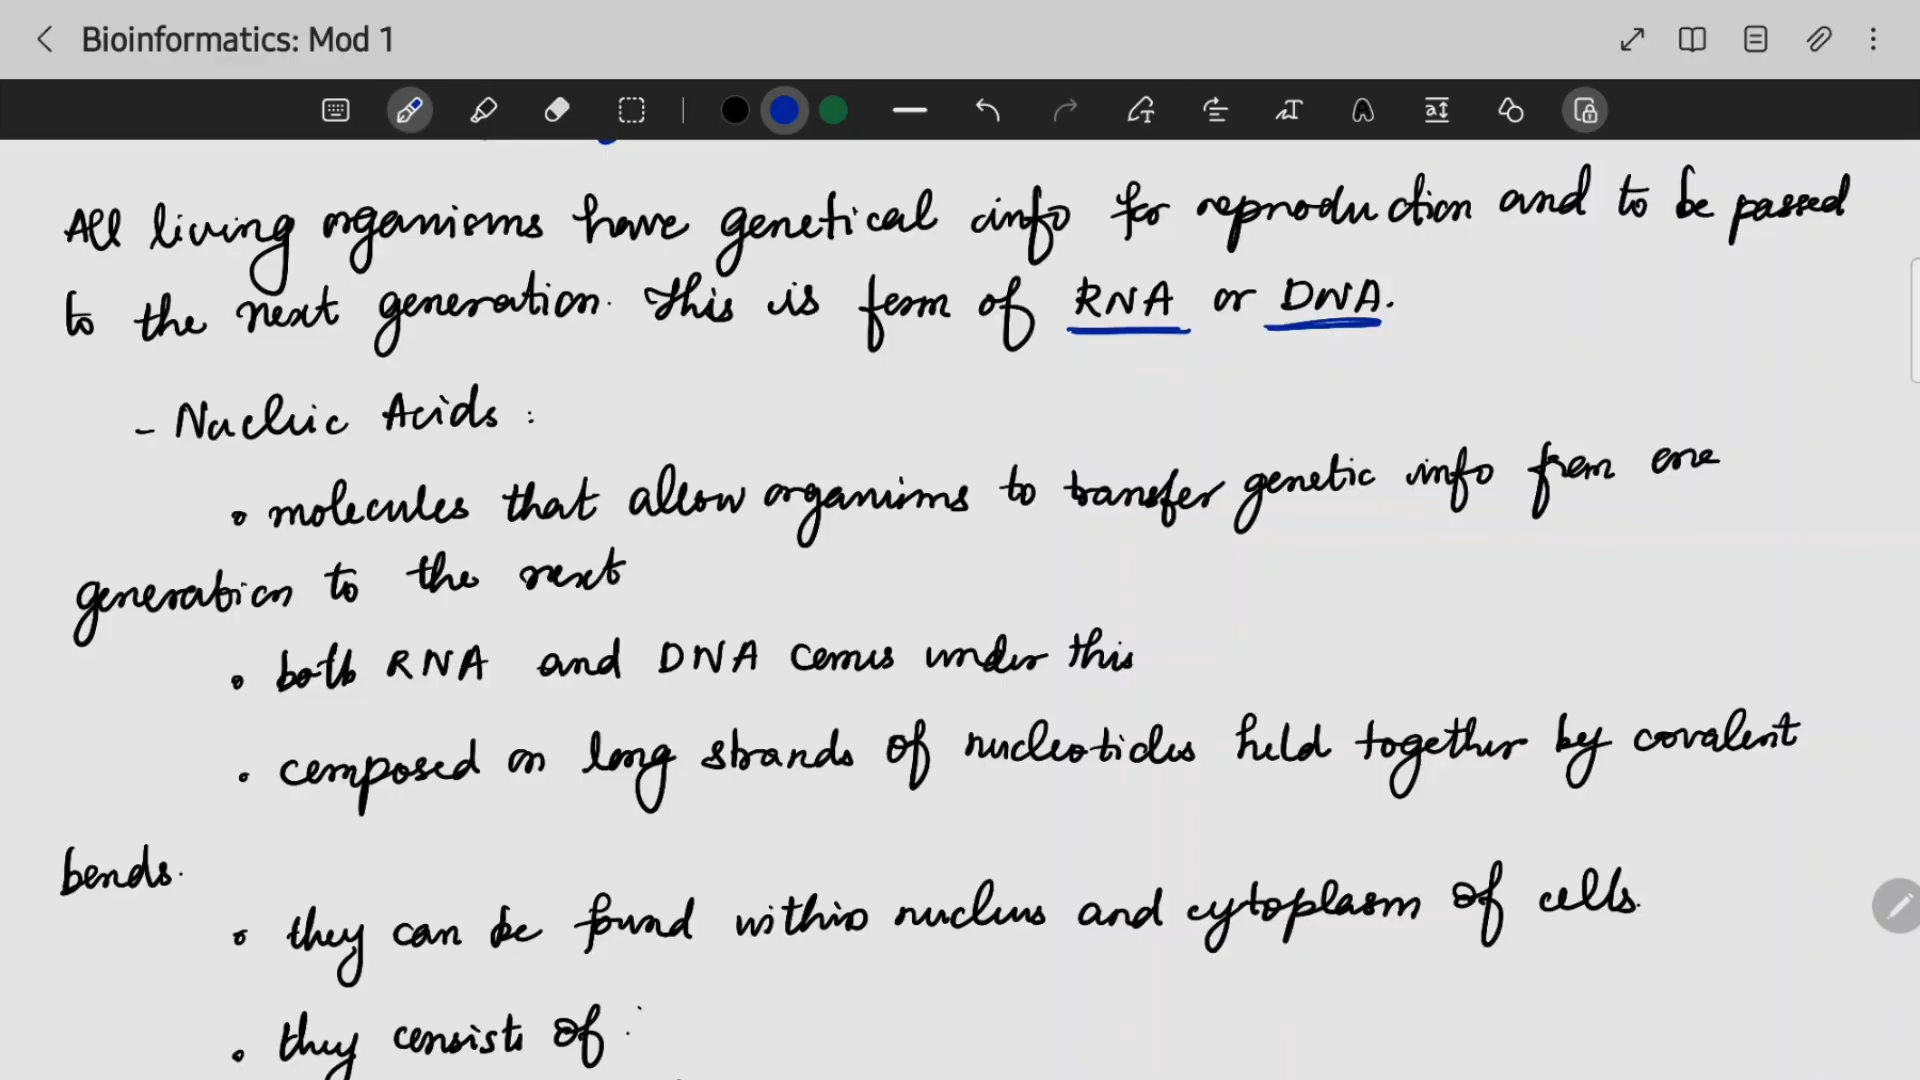 Bioinformatics: Mod 1
All living organisms have genetical info for reproduction and to be passed
to the next generation. This is form of RNA or DNA.
- Nucleic Acids :
• molecules that allow organisms to transfer genetic info from one
generation to the next
• both RNA and DNA comes under this
• composed on long strands of nucleotides held together by covalent
bonds.
• they can be found within nucleus and cytoplasm of cells.
• they consists of :